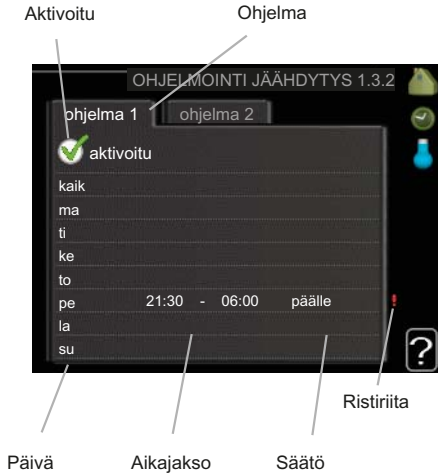 Aktivoitu
Ohjelma
OHJELMOINTI JÄÄHDYTYS 1.3.2
ohjelma 1
ohjelma 2
aktivoitu
kaik
ma
ti
ke
to
pe 21:30 - 06:00 päälle !
la
su
?
Ristiriita
Päivä
Aikajakso
Säätö